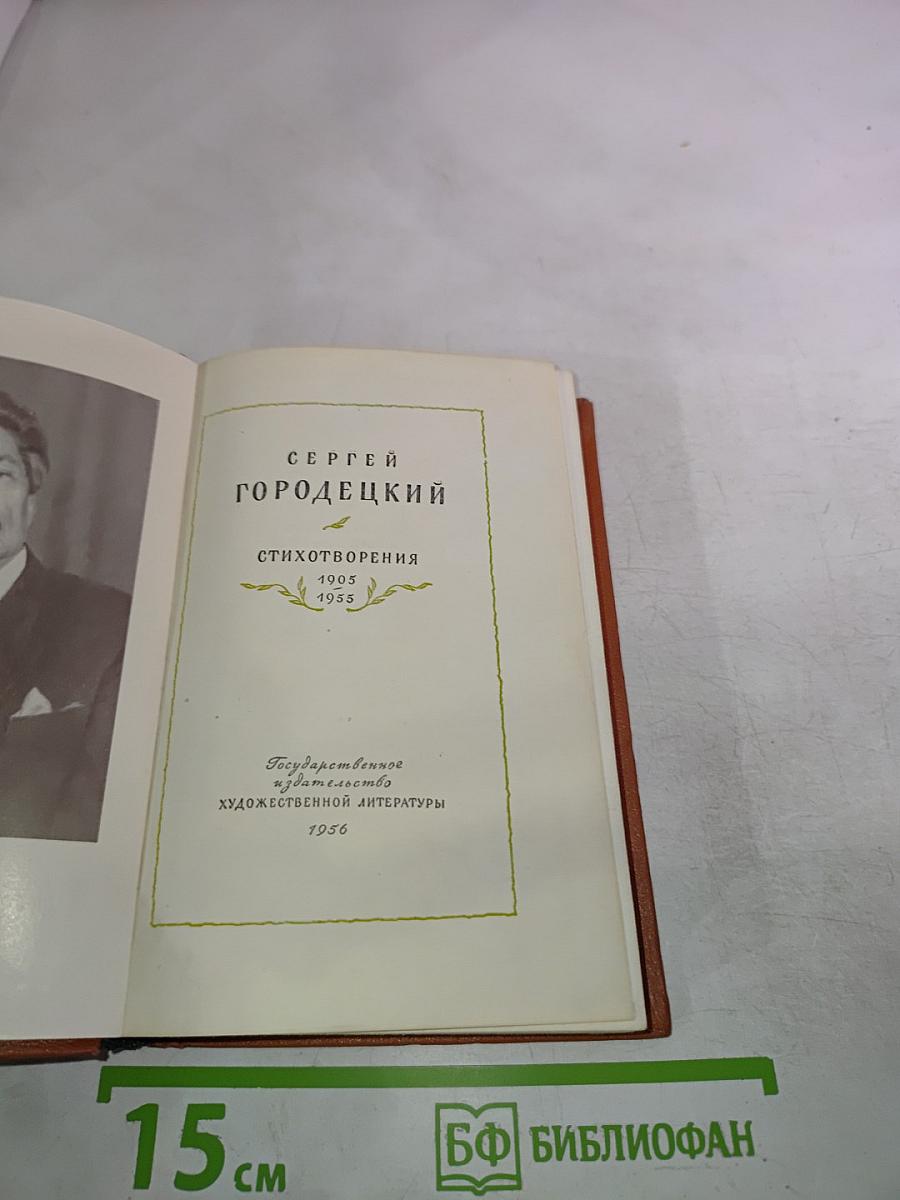 СЕРГЕЙ
ГОРОДЕЦКИЙ
СТИХОТВОРЕНИЯ
1905
–
1955
Государственное
издательство
ХУДОЖЕСТВЕННОЙ ЛИТЕРАТУРЫ
1956
15 см
БФ БИБЛИОФАН